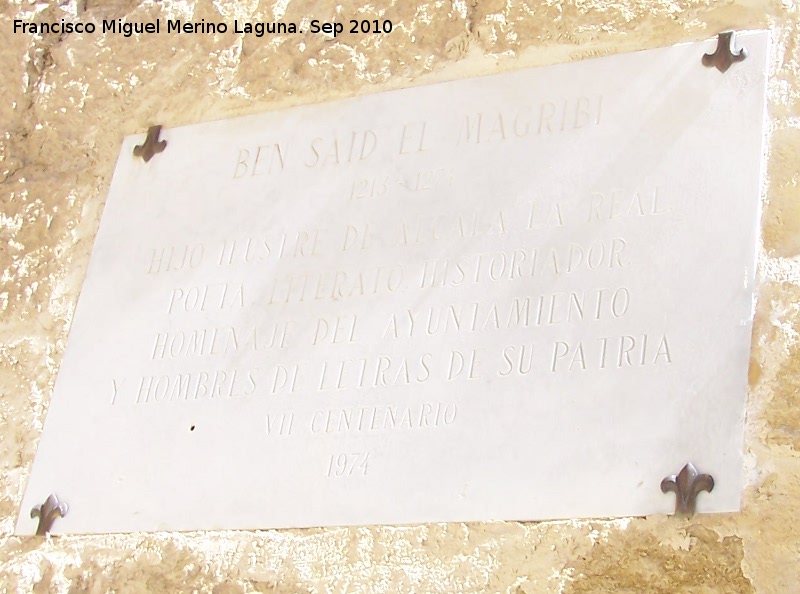 Francisco Miguel Merino Laguna. Sep 2010
BEN SAID EL MAGRIBI
1213 -
HIJO ILUSTRE DE ALCALA LA REAL.
POETA, LITERATO, HISTORIADOR.
HOMENAJE DEL AYUNTAMIENTO
Y HOMBRES DE LETRAS DE SU PATRIA
VII CENTENARIO
1974